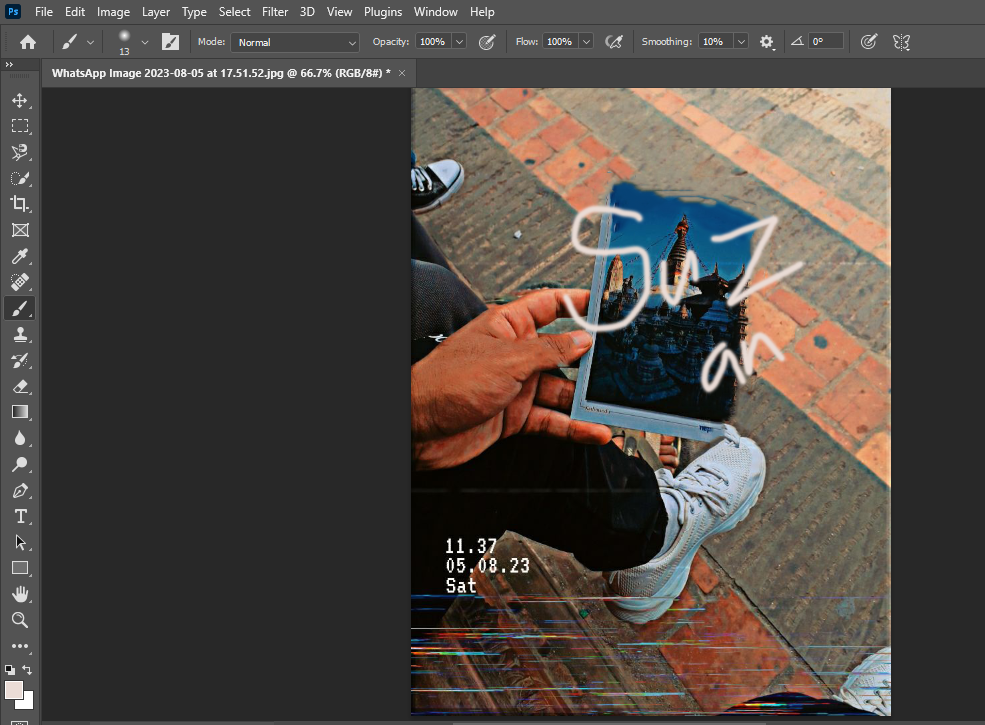 Ps File Edit Image Layer Type Select Filter 3D View Plugins Window Help
13 Mode: Normal Opacity: 100% Flow: 100% Smoothing: 10% 0°
WhatsApp Image 2023-08-05 at 17.51.52.jpg @ 66.7% (RGB/8#) * ×
SuZ
an
11.37
05.08.23
Sat